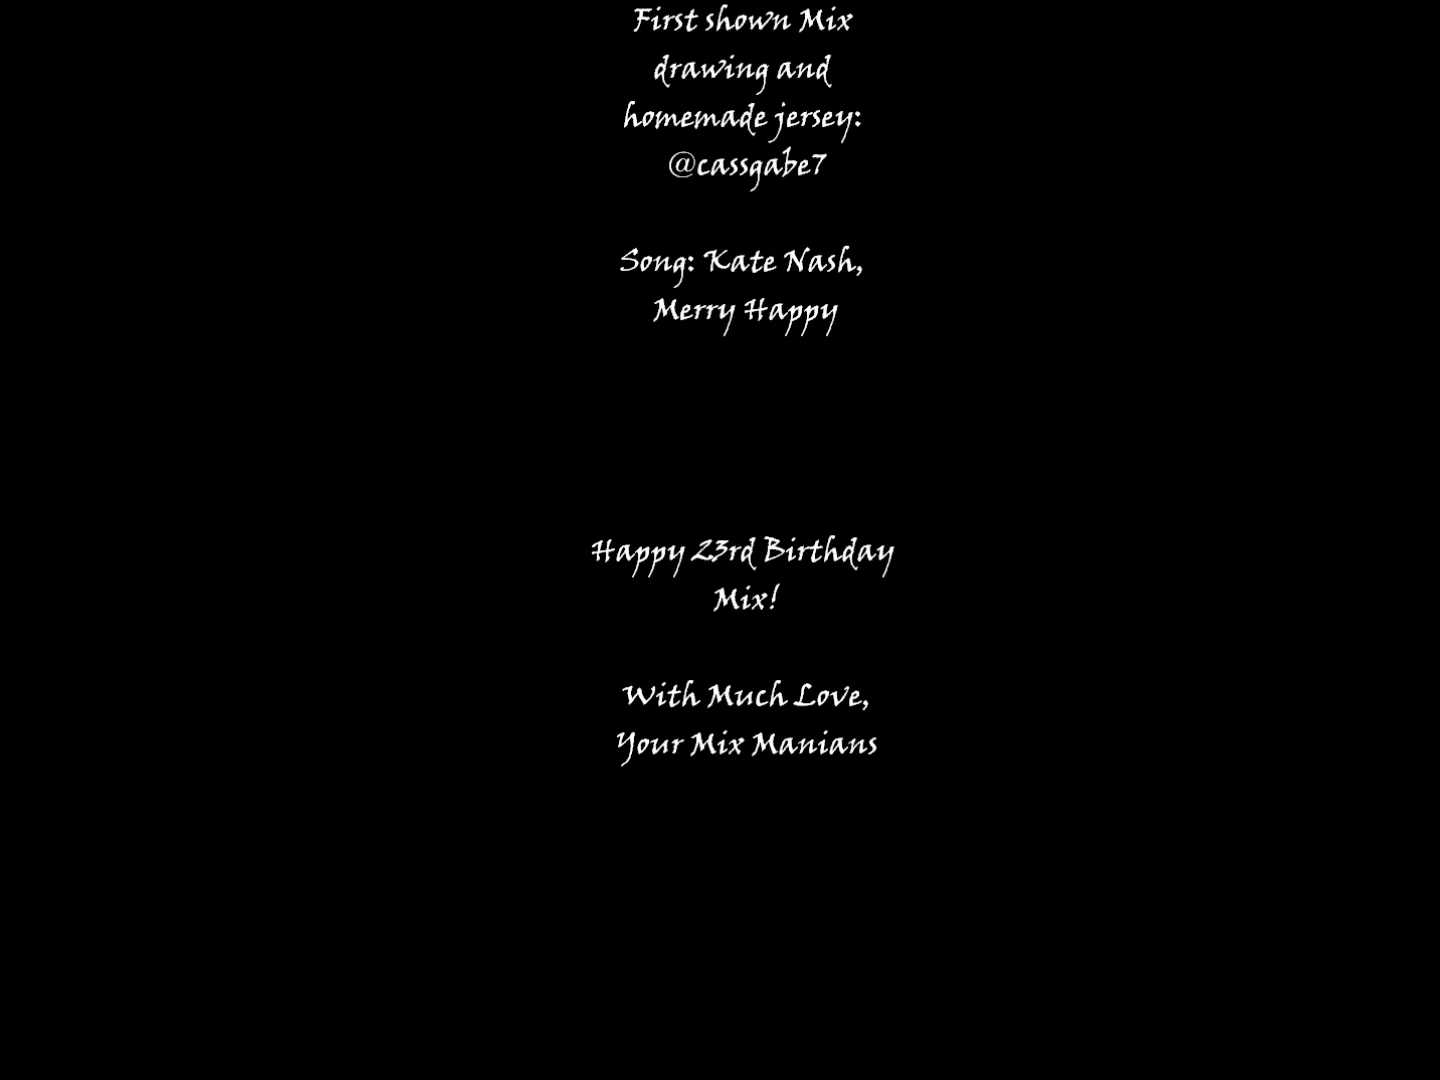 First shown Mix
drawing and
homemade jersey:
@cassgabe7
Song: Kate Nash,
Merry Happy
Happy 23rd Birthday
Mix!
With Much Love,
Your Mix Manians